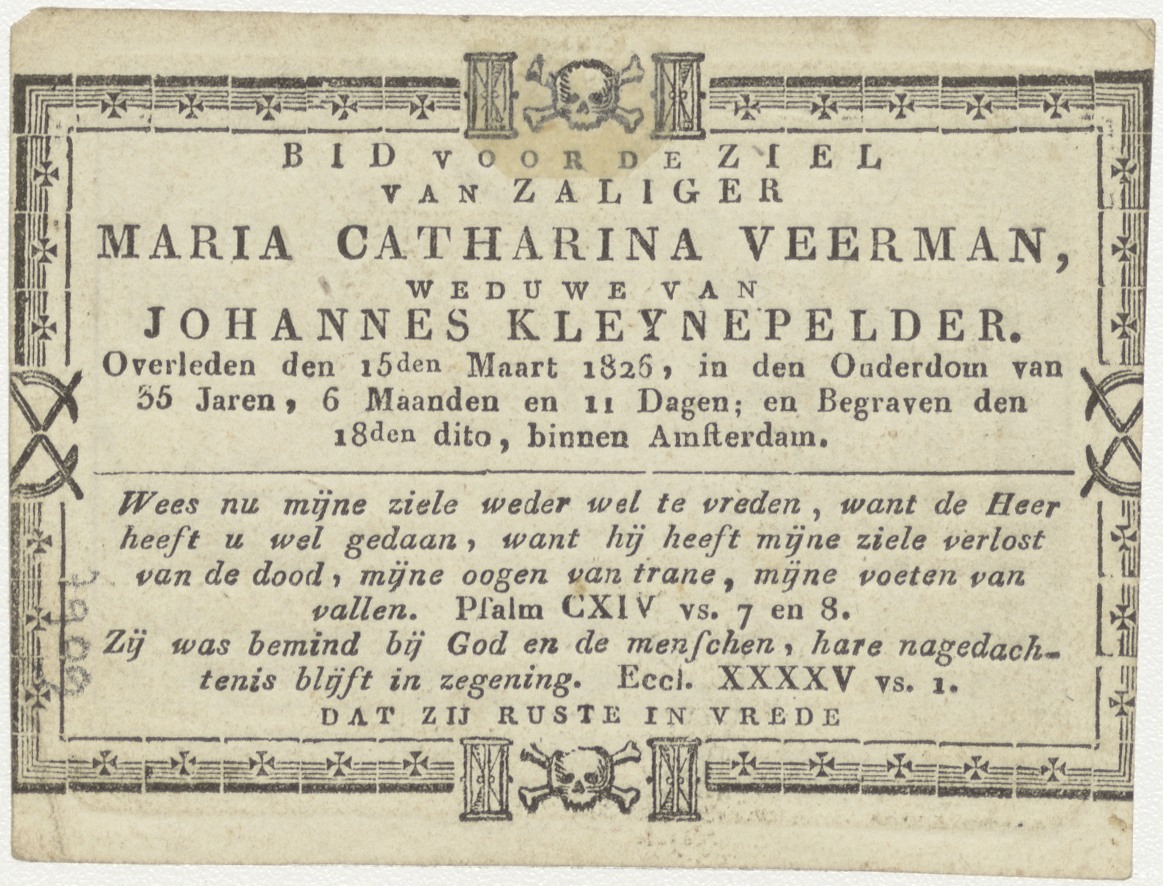 BID VOOR DE ZIEL
VAN ZALIGER
MARIA CATHARINA VEERMAN,
WEDUWE VAN
JOHANNES KLEYNEPELDER.
Overleden den 15den Maart 1826, in den Ouderdom van
35 Jaren, 6 Maanden en 11 Dagen; en Begraven den
18den dito, binnen Amſterdam.
Wees nu mijne ziele weder wel te vreden, want de Heer
heeft u wel gedaan, want hij heeft mijne ziele verlost
van de dood, mijne oogen van trane, mijne voeten van
vallen. Pſalm CXIV vs. 7 en 8.
Zij was bemind bij God en de menſchen, hare nagedach-
tenis blijft in zegening. Eccl. XXXXV vs. 1.
DAT ZIJ RUSTE IN VREDE